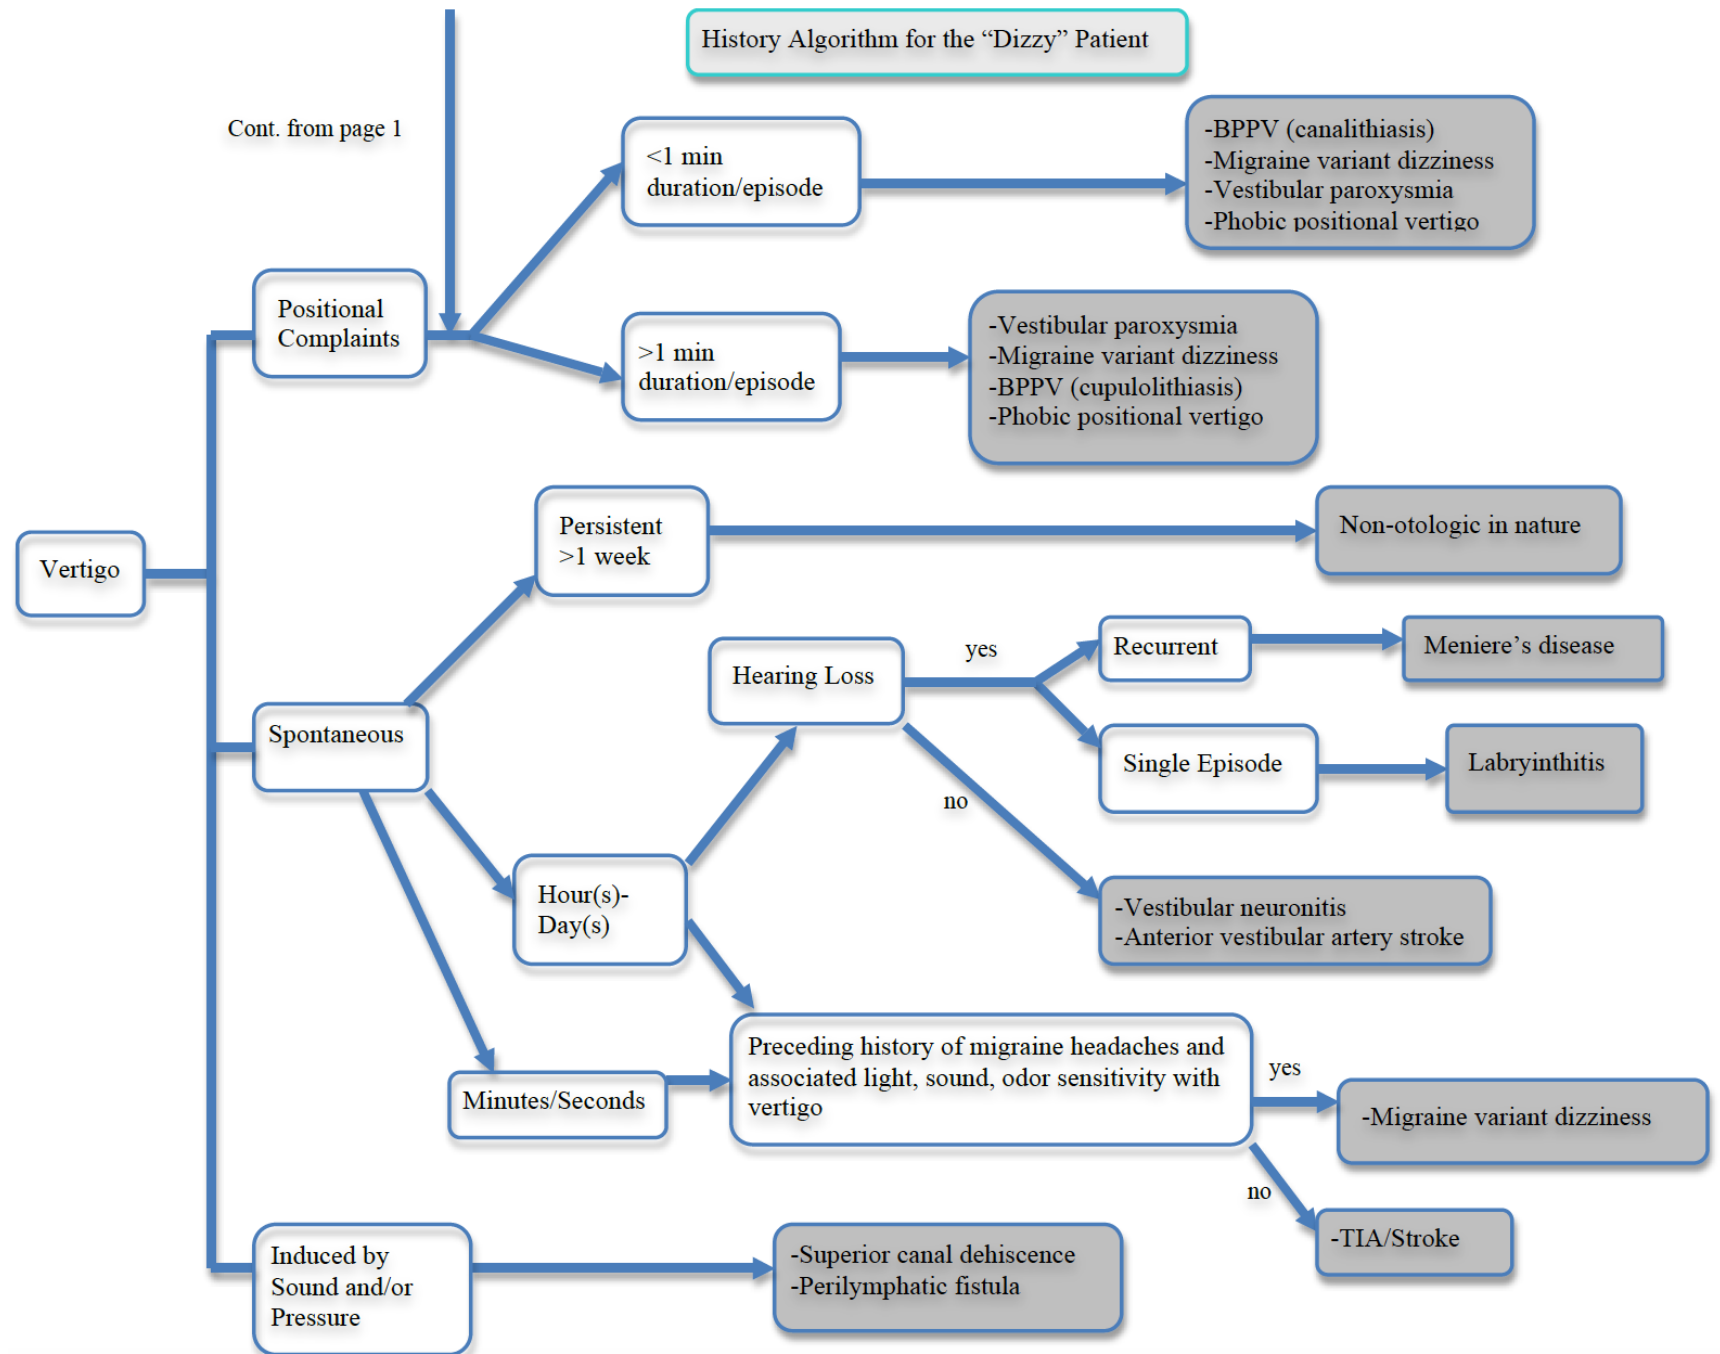 History Algorithm for the “Dizzy” Patient
Cont. from page 1
<1 min
duration/episode
-BPPV (canalithiasis)
-Migraine variant dizziness
-Vestibular paroxysmia
-Phobic positional vertigo
Positional
Complaints
>1 min
duration/episode
-Vestibular paroxysmia
-Migraine variant dizziness
-BPPV (cupulolithiasis)
-Phobic positional vertigo
Vertigo
Persistent
>1 week
Non-otologic in nature
Spontaneous
Hearing Loss
yes
Recurrent
Meniere’s disease
Single Episode
Labryinthitis
no
-Vestibular neuronitis
-Anterior vestibular artery stroke
Hour(s)-
Day(s)
Minutes/Seconds
Preceding history of migraine headaches and
associated light, sound, odor sensitivity with
vertigo
yes
-Migraine variant dizziness
no
-TIA/Stroke
Induced by
Sound and/or
Pressure
-Superior canal dehiscence
-Perilymphatic fistula